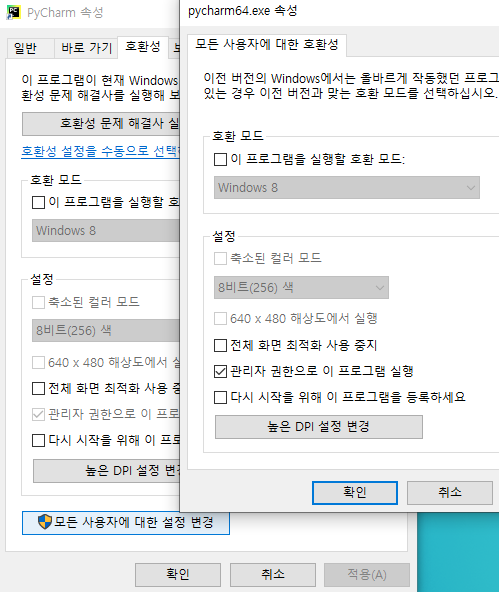 PyCharm 속성
일반
바로 가기
호환성
이 프로그램이 현재 Windows
환성 문제 해결사를 실행해 보
호환성 문제 해결사 실
호환성 설정을 수동으로 선택
호환 모드
이 프로그램을 실행할 호
Windows 8
설정
축소된 컬러 모드
8비트(256) 색
640 x 480 해상도에서 실
전체 화면 최적화 사용 중
관리자 권한으로 이 프로
다시 시작을 위해 이 프로
높은 DPI 설정 변
모든 사용자에 대한 설정 변경
확인
취소
적용(A)
pycharm64.exe 속성
모든 사용자에 대한 호환성
이전 버전의 Windows에서는 올바르게 작동했던 프로그
있는 경우 이전 버전과 맞는 호환 모드를 선택하십시오.
호환 모드
이 프로그램을 실행할 호환 모드:
Windows 8
설정
축소된 컬러 모드
8비트(256) 색
640 x 480 해상도에서 실행
전체 화면 최적화 사용 중지
관리자 권한으로 이 프로그램 실행
다시 시작을 위해 이 프로그램을 등록하세요
높은 DPI 설정 변경
확인
취소